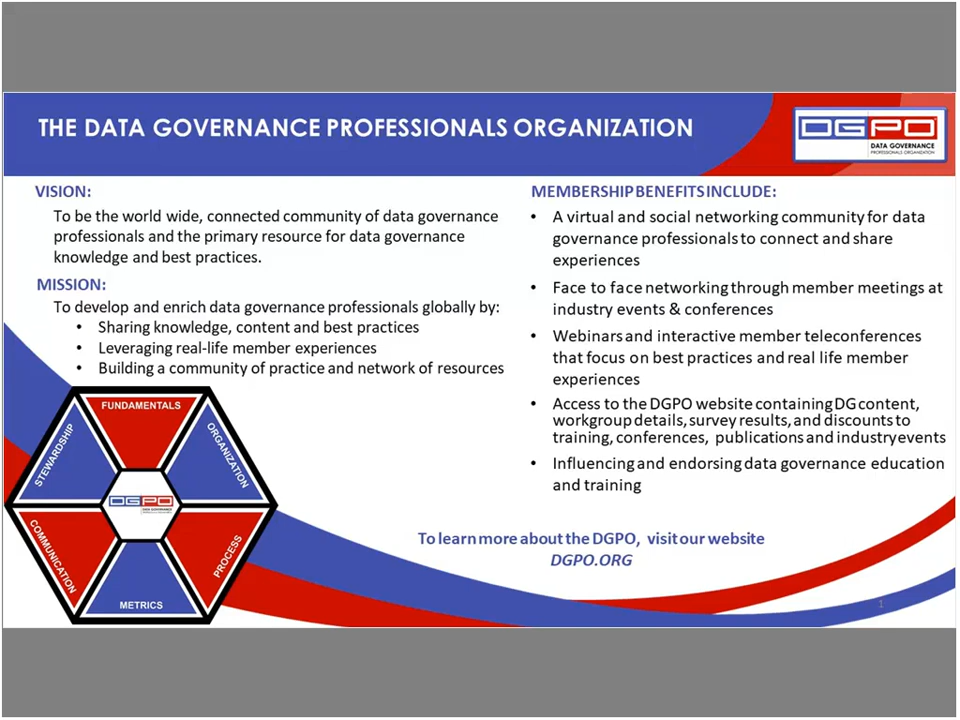 THE DATA GOVERNANCE PROFESSIONALS ORGANIZATION
DGPO
DATA GOVERNANCE
PROFESSIONALS ORGANIZATION
VISION:
To be the world wide, connected community of data governance
professionals and the primary resource for data governance
knowledge and best practices.
MISSION:
To develop and enrich data governance professionals globally by:
• Sharing knowledge, content and best practices
• Leveraging real-life member experiences
• Building a community of practice and network of resources
MEMBERSHIP BENEFITS INCLUDE:
• A virtual and social networking community for data
governance professionals to connect and share
experiences
• Face to face networking through member meetings at
industry events & conferences
• Webinars and interactive member teleconferences
that focus on best practices and real life member
experiences
• Access to the DGPO website containing DG content,
workgroup details, survey results, and discounts to
training, conferences, publications and industry events
• Influencing and endorsing data governance education
and training
FUNDAMENTALS
ORGANIZATION
PROCESS
METRICS
COMMUNICATION
STEWARDSHIP
DGPO
DATA GOVERNANCE
PROFESSIONALS ORGANIZATION
To learn more about the DGPO, visit our website
DGPO.ORG
1